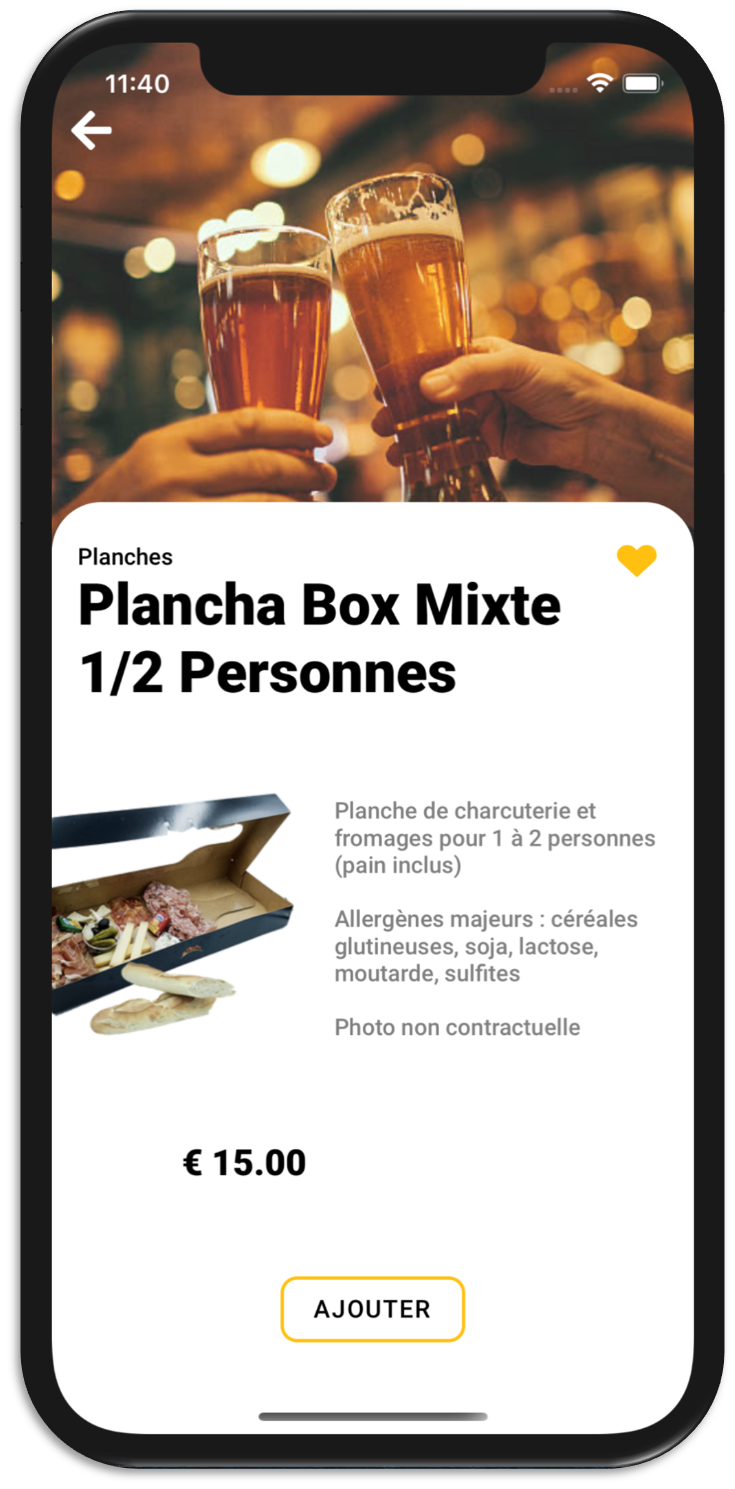 11:40
Planches
Plancha Box Mixte
1/2 Personnes
Planche de charcuterie et
fromages pour 1 à 2 personnes
(pain inclus)
Allergènes majeurs : céréales
glutineuses, soja, lactose,
moutarde, sulfites
Photo non contractuelle
€ 15.00
AJOUTER